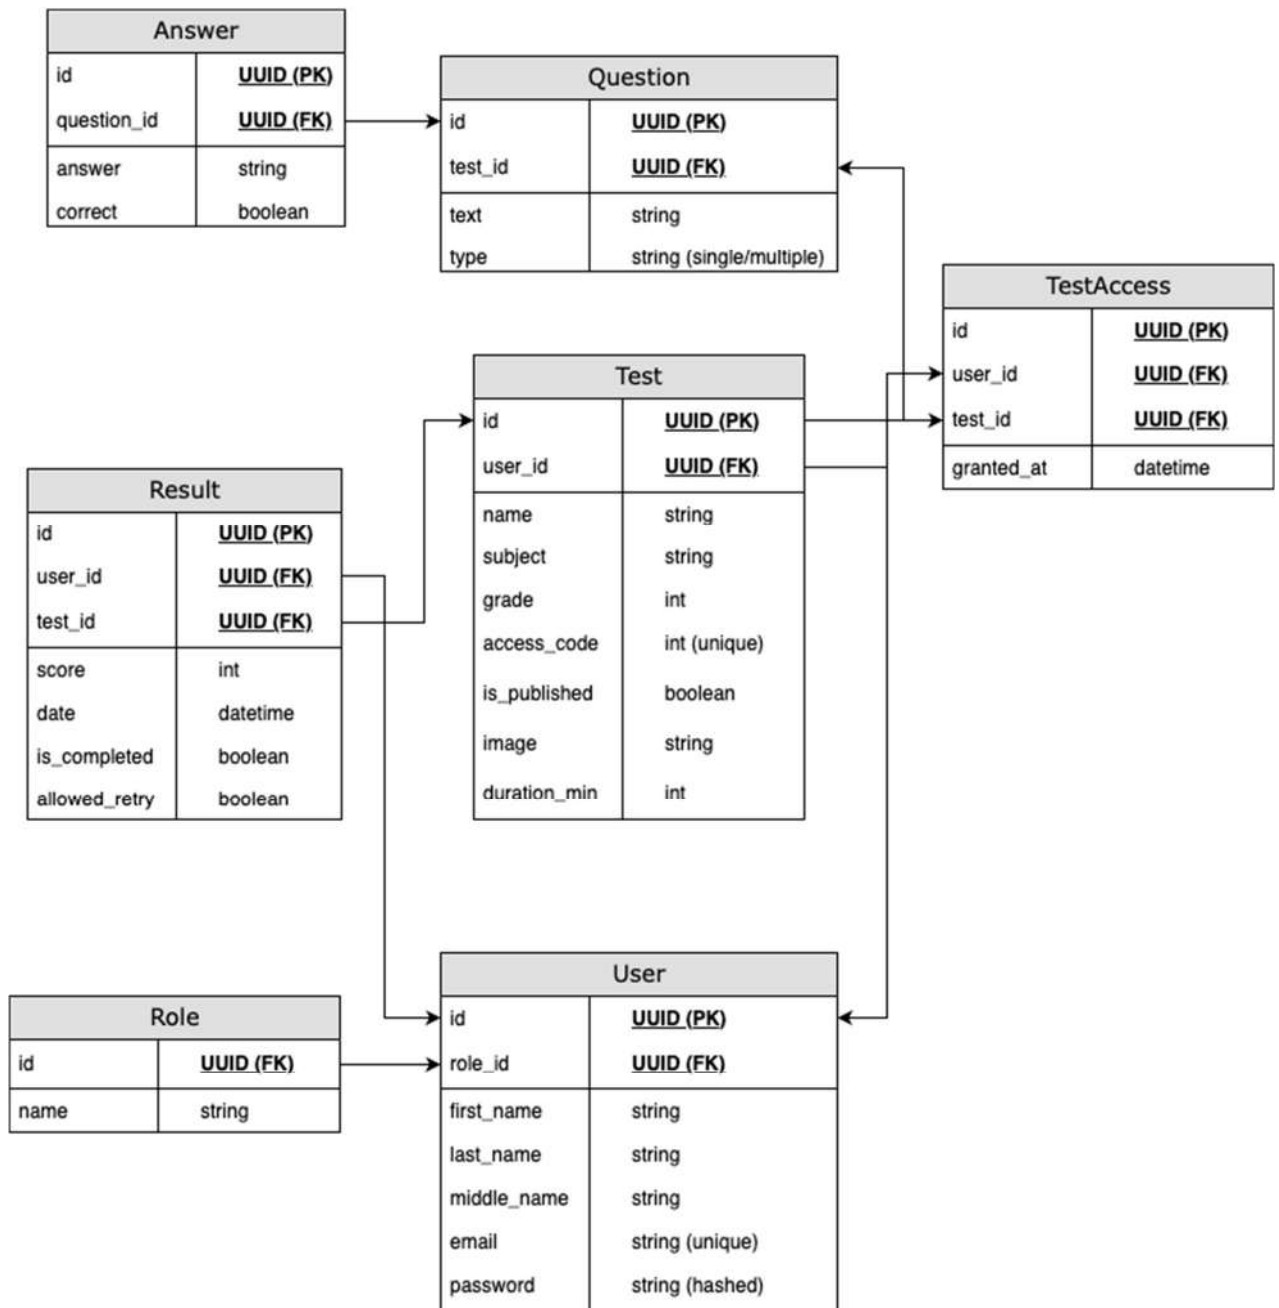 Answer
id UUID (PK)
question_id UUID (FK)
answer string
correct boolean
Question
id UUID (PK)
test_id UUID (FK)
text string
type string (single/multiple)
TestAccess
id UUID (PK)
user_id UUID (FK)
test_id UUID (FK)
granted_at datetime
Test
id UUID (PK)
user_id UUID (FK)
name string
subject string
grade int
access_code int (unique)
is_published boolean
image string
duration_min int
Result
id UUID (PK)
user_id UUID (FK)
test_id UUID (FK)
score int
date datetime
is_completed boolean
allowed_retry boolean
User
id UUID (PK)
role_id UUID (FK)
first_name string
last_name string
middle_name string
email string (unique)
password string (hashed)
Role
id UUID (FK)
name string